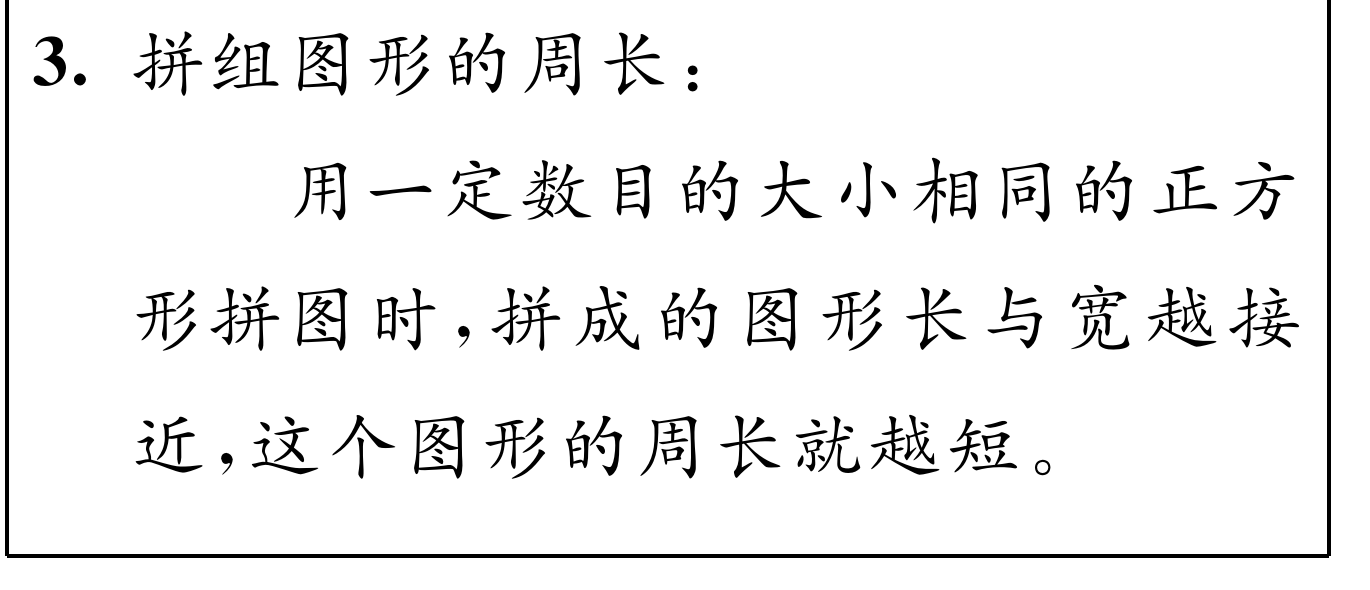 3. 拼组图形的周长：
用一定数目的大小相同的正方
形拼图时，拼成的图形长与宽越接
近，这个图形的周长就越短。